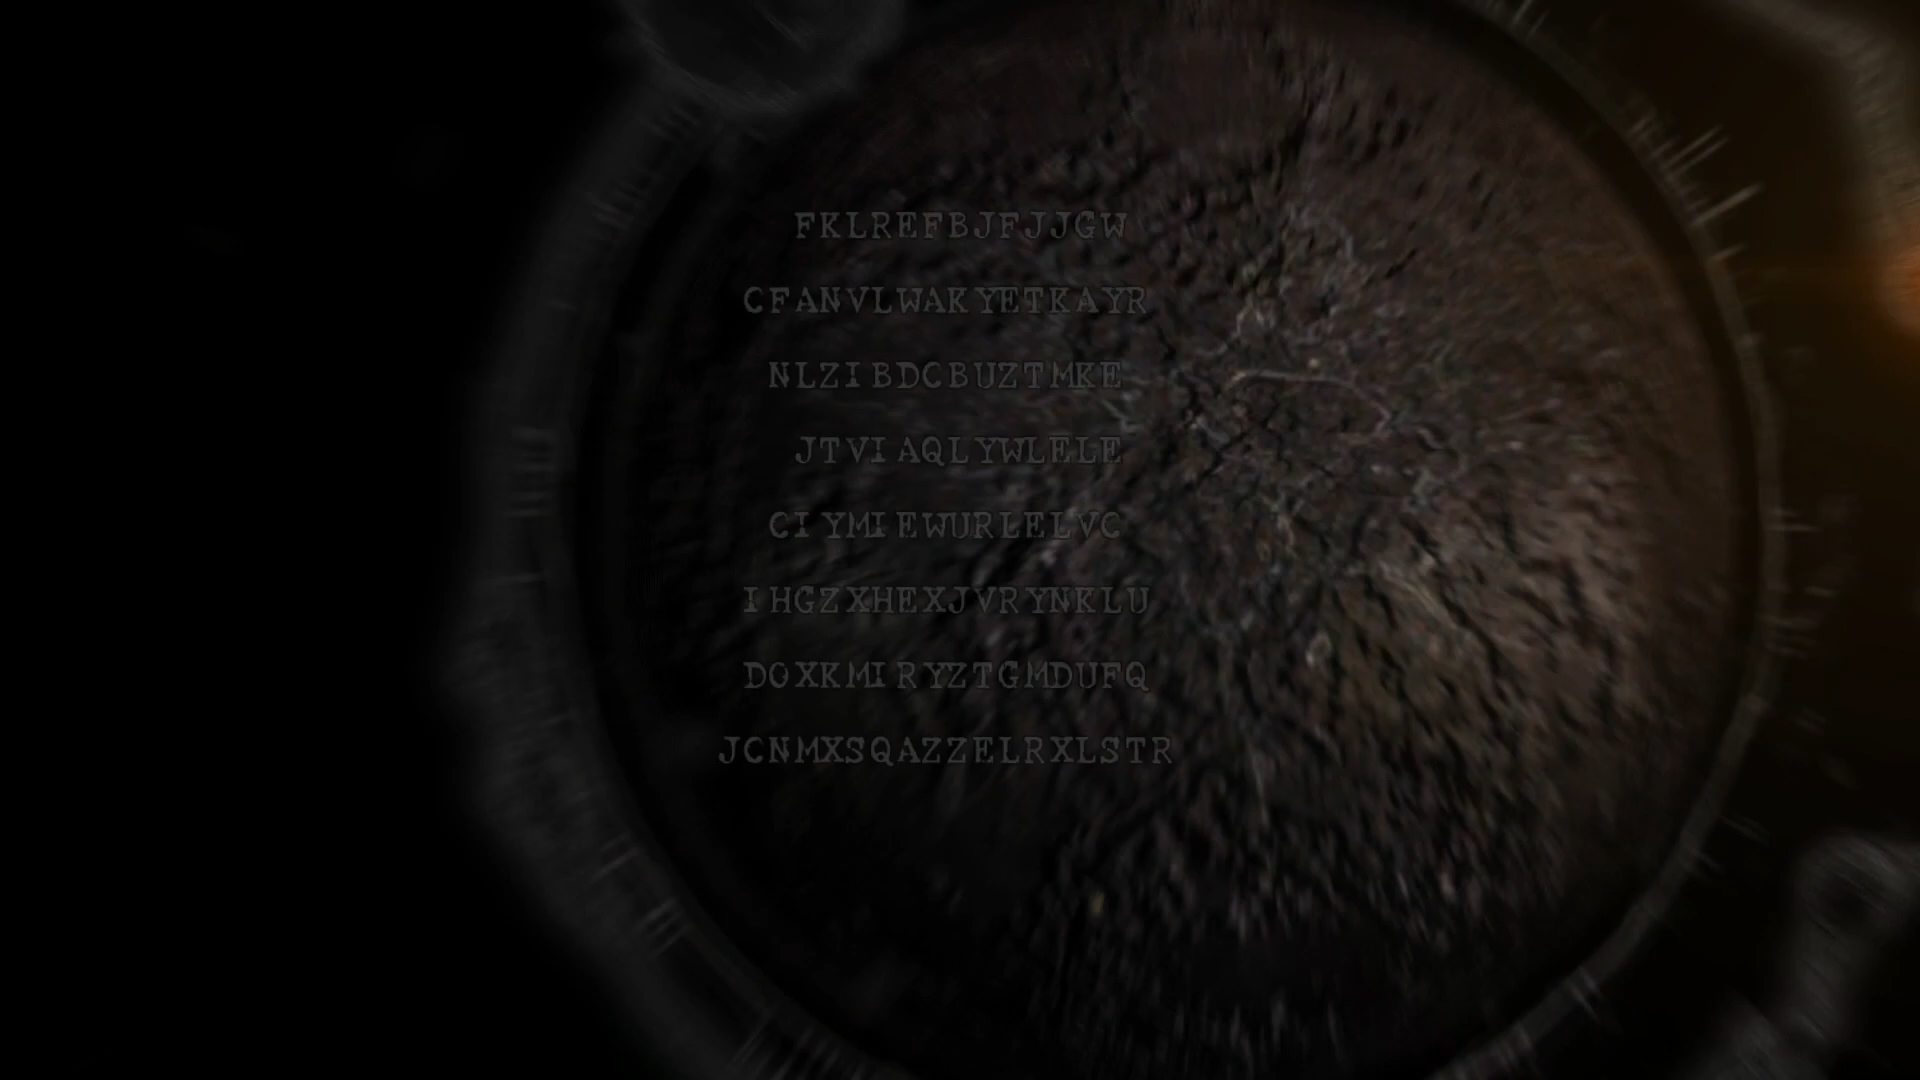 FKLREFBJFJJGW
CFANVLWAKYETKAYR
NLZIBDCBUZTMKE
JTVIAQLYWLELE
CIYMIEWURLELVC
IHGZXHEXJVRYNKLU
DOXKMIRYZTGMDUFQ
JCNMXSQAZZELRXLSTR